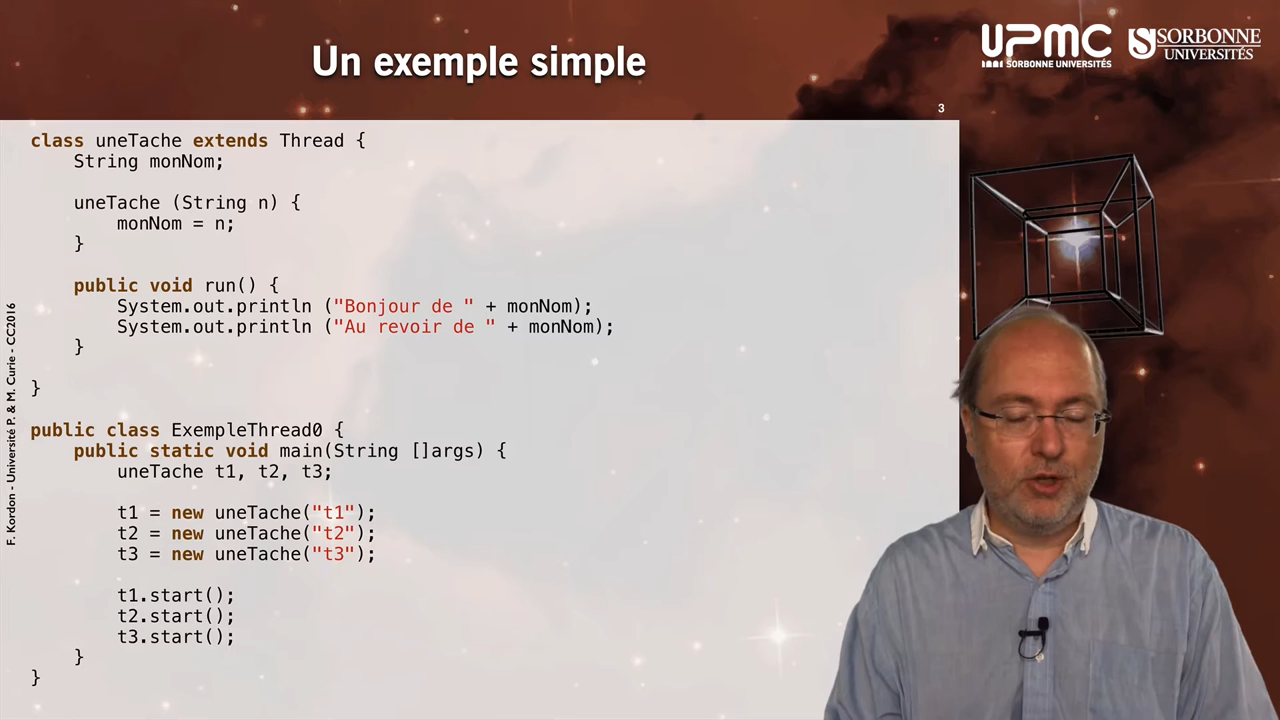 Un exemple simple
UPMC
SORBONNE UNIVERSITÉS
SORBONNE
UNIVERSITÉS
3
class uneTache extends Thread {
String monNom;
uneTache (String n) {
monNom = n;
}
public void run() {
System.out.println ("Bonjour de " + monNom);
System.out.println ("Au revoir de " + monNom);
}
}
public class ExempleThread0 {
public static void main(String []args) {
uneTache t1, t2, t3;
t1 = new uneTache("t1");
t2 = new uneTache("t2");
t3 = new uneTache("t3");
t1.start();
t2.start();
t3.start();
}
}
F. Kordon - Université P. & M. Curie - CC2016